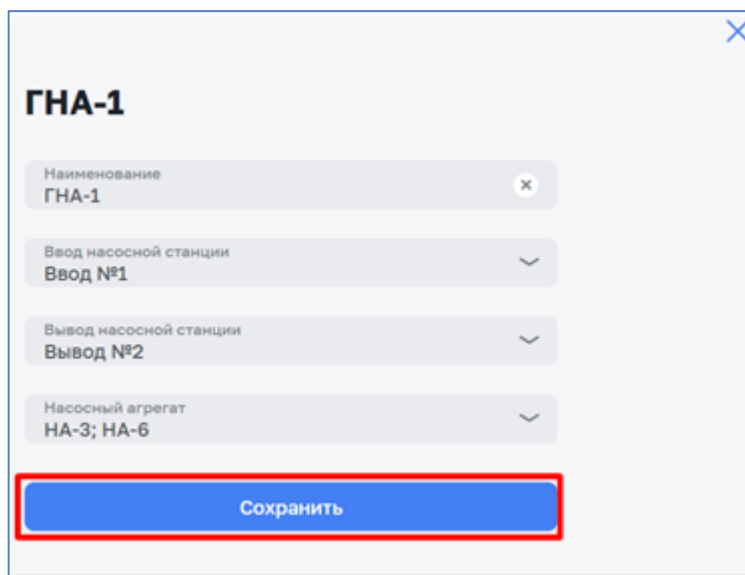 ГНА-1
Наименование
ГНА-1
Ввод насосной станции
Ввод №1
Вывод насосной станции
Вывод №2
Насосный агрегат
НА-3; НА-6
Сохранить